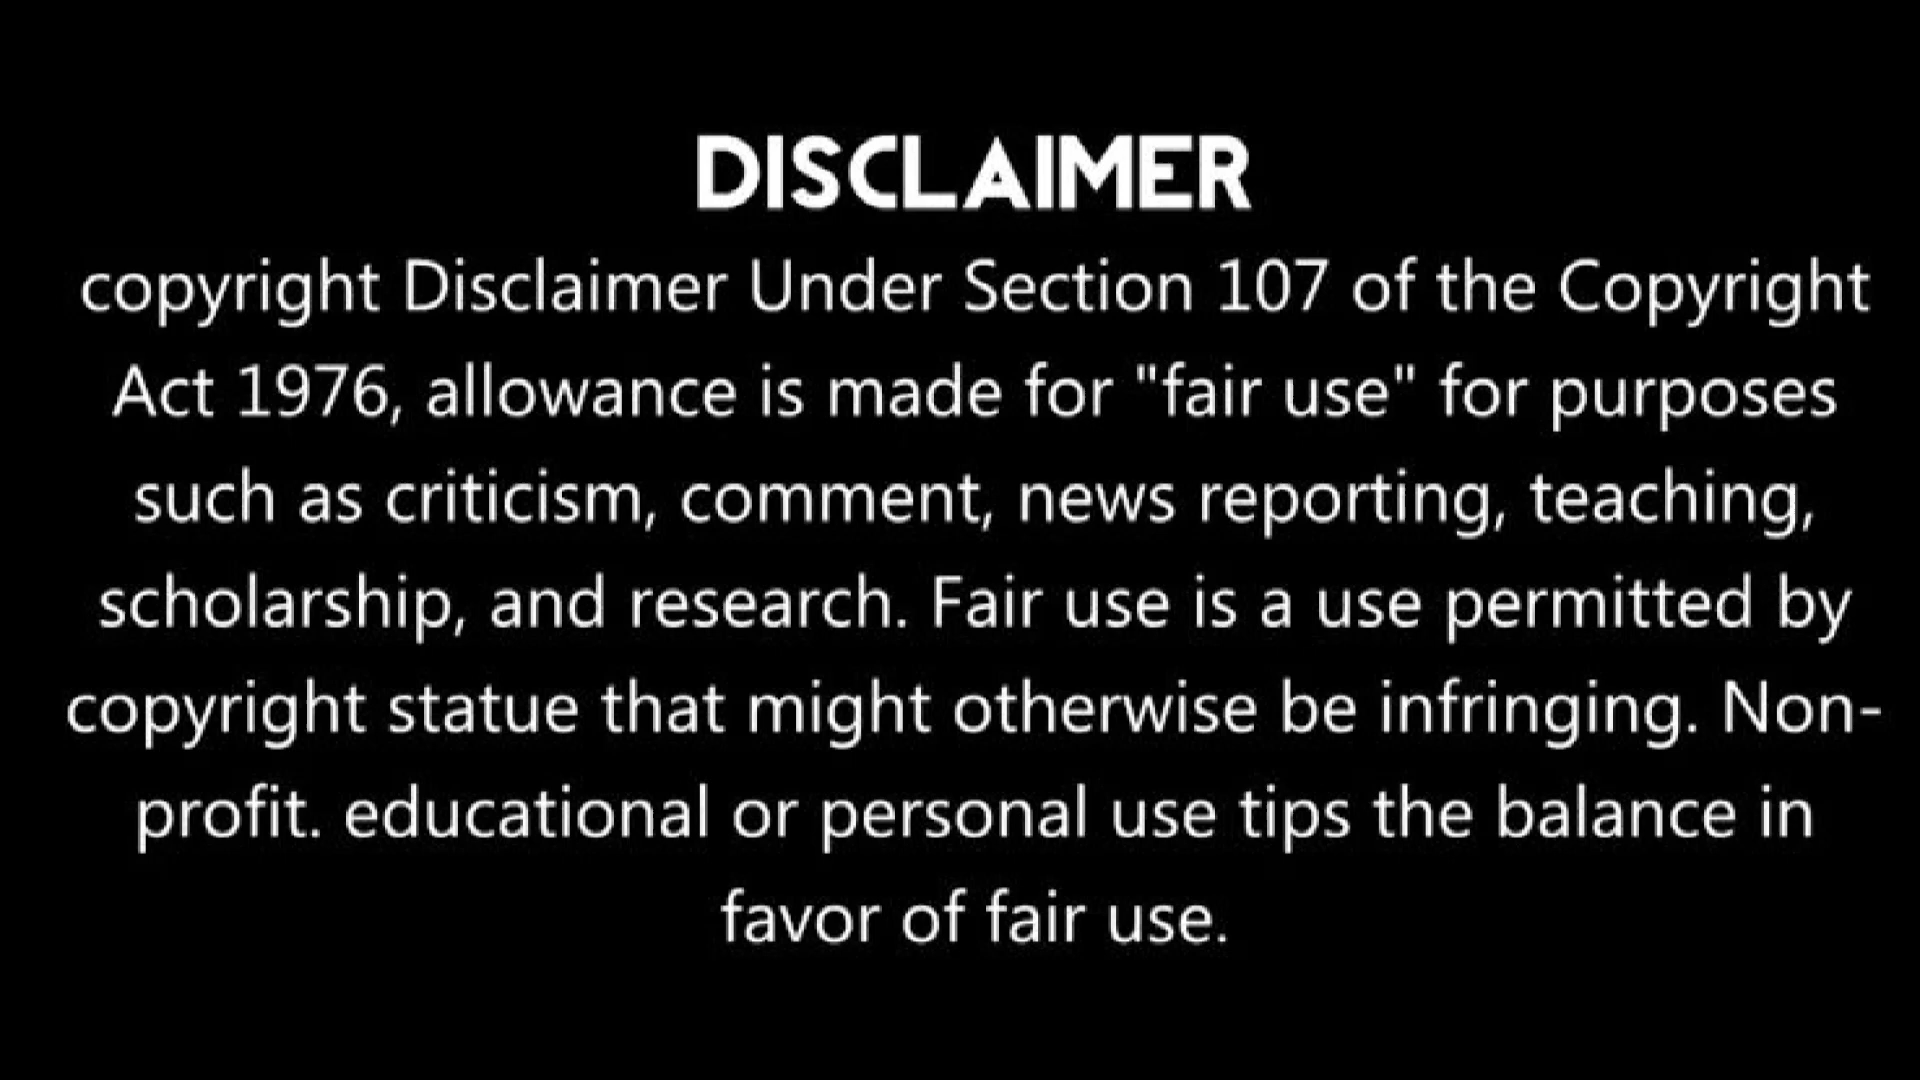 DISCLAIMER
copyright Disclaimer Under Section 107 of the Copyright
Act 1976, allowance is made for "fair use" for purposes
such as criticism, comment, news reporting, teaching,
scholarship, and research. Fair use is a use permitted by
copyright statue that might otherwise be infringing. Non-
profit. educational or personal use tips the balance in
favor of fair use.